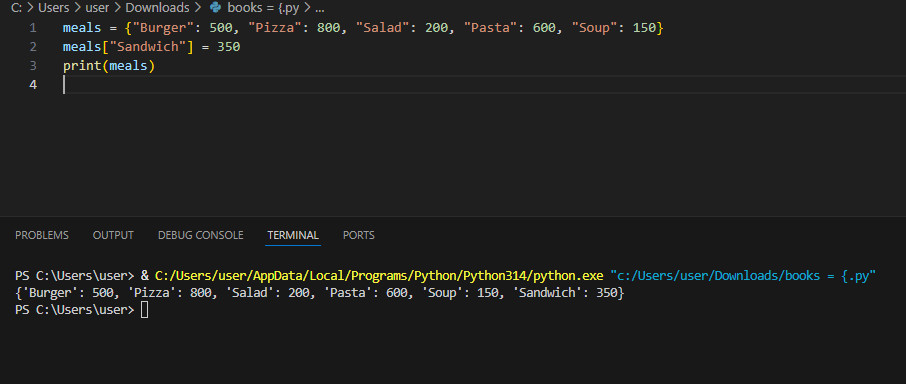 C: > Users > user > Downloads > books = {.py > ...
1 meals = {"Burger": 500, "Pizza": 800, "Salad": 200, "Pasta": 600, "Soup": 150}
2 meals["Sandwich"] = 350
3 print(meals)
4
PROBLEMS OUTPUT DEBUG CONSOLE TERMINAL PORTS
PS C:\Users\user> & C:/Users/user/AppData/Local/Programs/Python/Python314/python.exe "c:/Users/user/Downloads/books = {.py"
{'Burger': 500, 'Pizza': 800, 'Salad': 200, 'Pasta': 600, 'Soup': 150, 'Sandwich': 350}
PS C:\Users\user>